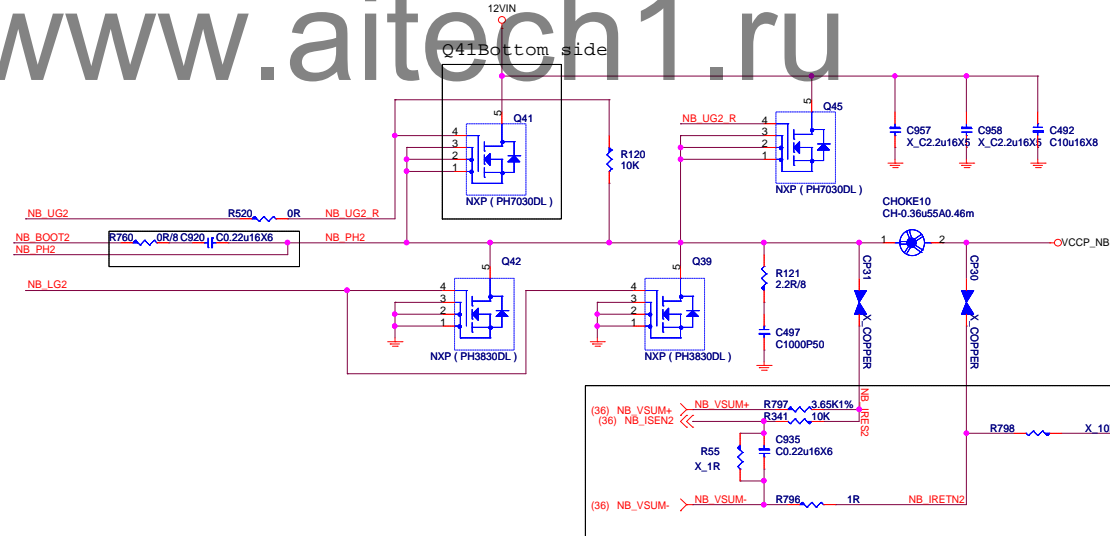 www.aitech1.ru
12VIN
Q41Bottom side
5
Q41
4
3
2
1
NXP ( PH7030DL )
R120
10K
NB_UG2_R
5
Q45
4
3
2
1
NXP ( PH7030DL )
C957
X_C2.2u16X5
C958
X_C2.2u16X5
C492
C10u16X8
CHOKE10
CH-0.36u55A0.46m
NB_UG2
R520
0R
NB_UG2_R
NB_BOOT2
R760
0R/8
C920
C0.22u16X6
NB_PH2
NB_PH2
1
2
VCCP_NB
NB_LG2
5
Q42
4
3
2
1
NXP ( PH3830DL )
5
Q39
4
3
2
1
NXP ( PH3830DL )
R121
2.2R/8
C497
C1000P50
CP31
X_COPPER
CP30
X_COPPER
(36) NB_VSUM+
NB_VSUM+
R797
3.65K1%
NB_IRES2
(36) NB_ISEN2
R341
10K
R55
X_1R
C935
C0.22u16X6
R798
X_10
(36) NB_VSUM-
NB_VSUM-
R796
1R
NB_IRETN2